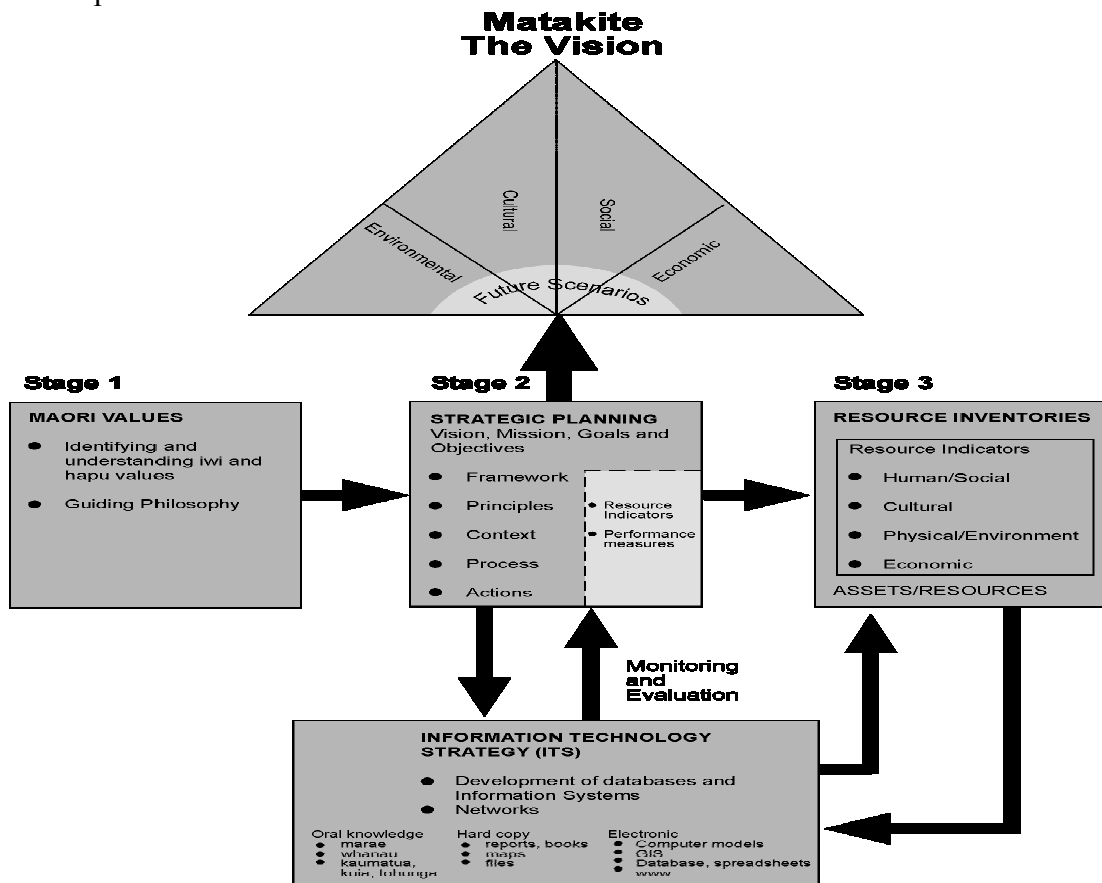 Matakite
The Vision
Environmental
Cultural
Social
Economic
Future Scenarios
Stage 1
MAORI VALUES
● Identifying and
understanding iwi and
hapu values
● Guiding Philosophy
Stage 2
STRATEGIC PLANNING
Vision, Mission, Goals and
Objectives
● Framework
● Principles
● Context
● Process
● Actions
● Resource
Indicators
● Performance
measures
Stage 3
RESOURCE INVENTORIES
Resource Indicators
● Human/Social
● Cultural
● Physical/Environment
● Economic
ASSETS/RESOURCES
Monitoring
and
Evaluation
INFORMATION TECHNOLOGY
STRATEGY (ITS)
● Development of databases and
Information Systems
● Networks
Oral knowledge
● marae
● whanau
● kaumatua,
kuia, tohunga
Hard copy
● reports, books
● maps
● files
Electronic
● Computer models
● GIS
● Database, spreadsheets
● www